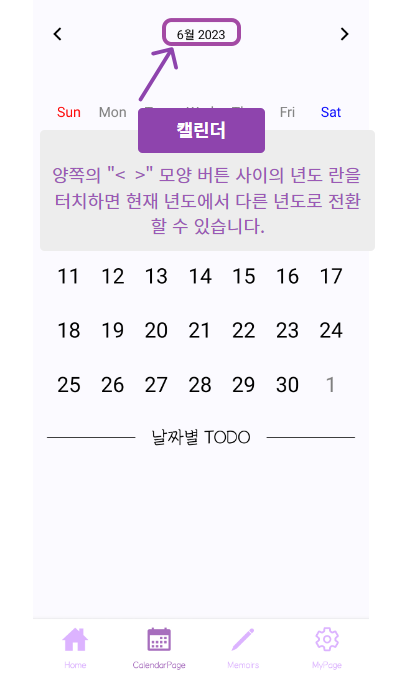 6월 2023
Sun Mon Fri Sat
캘린더
양쪽의 "< >" 모양 버튼 사이의 년도 란을
터치하면 현재 년도에서 다른 년도로 전환
할 수 있습니다.
11 12 13 14 15 16 17
18 19 20 21 22 23 24
25 26 27 28 29 30 1
날짜별 TODO
Home CalendarPage Memoirs MyPage